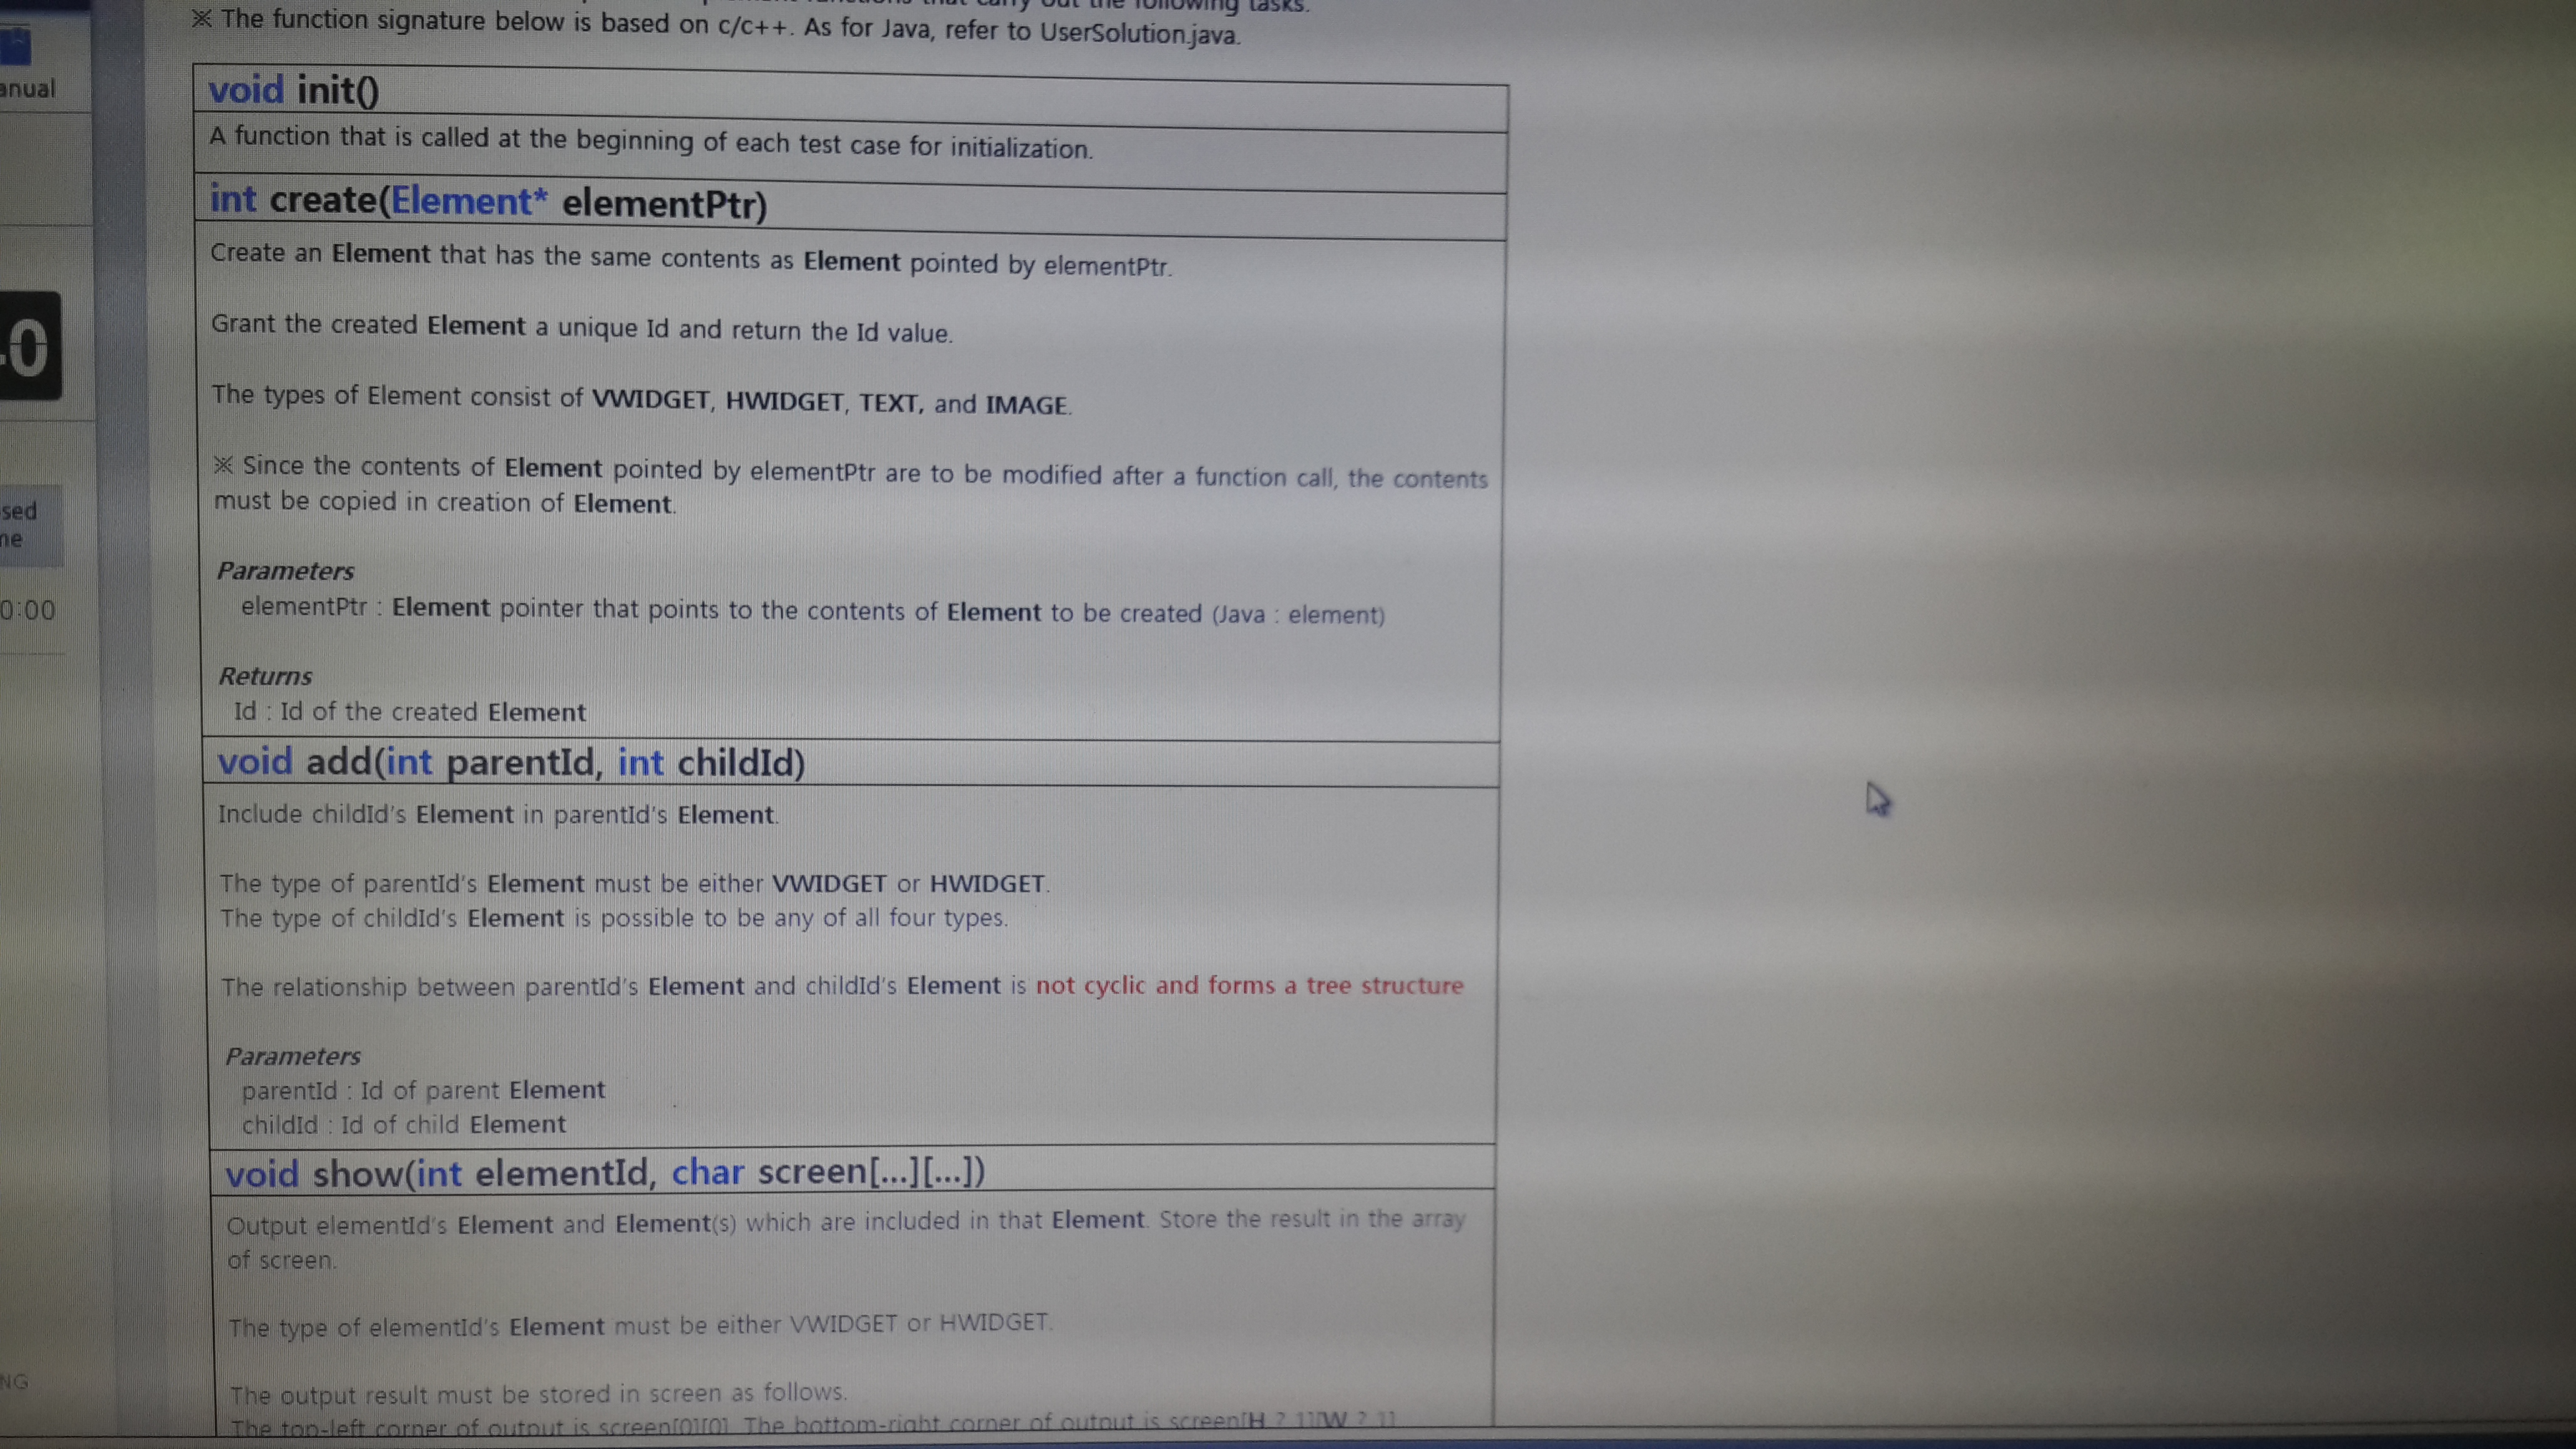 functions that carry out the following tasks.
※ The function signature below is based on c/c++. As for Java, refer to UserSolution.java.
void init()
A function that is called at the beginning of each test case for initialization.
int create(Element* elementPtr)
Create an Element that has the same contents as Element pointed by elementPtr.
Grant the created Element a unique Id and return the Id value.
The types of Element consist of VWIDGET, HWIDGET, TEXT, and IMAGE.
※ Since the contents of Element pointed by elementPtr are to be modified after a function call, the contents
must be copied in creation of Element.
Parameters
elementPtr : Element pointer that points to the contents of Element to be created (Java : element)
Returns
Id : Id of the created Element
void add(int parentId, int childId)
Include childId's Element in parentId's Element.
The type of parentId's Element must be either VWIDGET or HWIDGET.
The type of childId's Element is possible to be any of all four types.
The relationship between parentId's Element and childId's Element is not cyclic and forms a tree structure
Parameters
parentId : Id of parent Element
childId : Id of child Element
void show(int elementId, char screen[...][...])
Output elementId's Element and Element(s) which are included in that Element. Store the result in the array
of screen.
The type of elementId's Element must be either VWIDGET or HWIDGET.
The output result must be stored in screen as follows.
The top-left corner of output is screen[0][0]. The bottom-right corner of output is screen[H ? 1][W ? 1]
anual
0
sed
me
0:00
NG